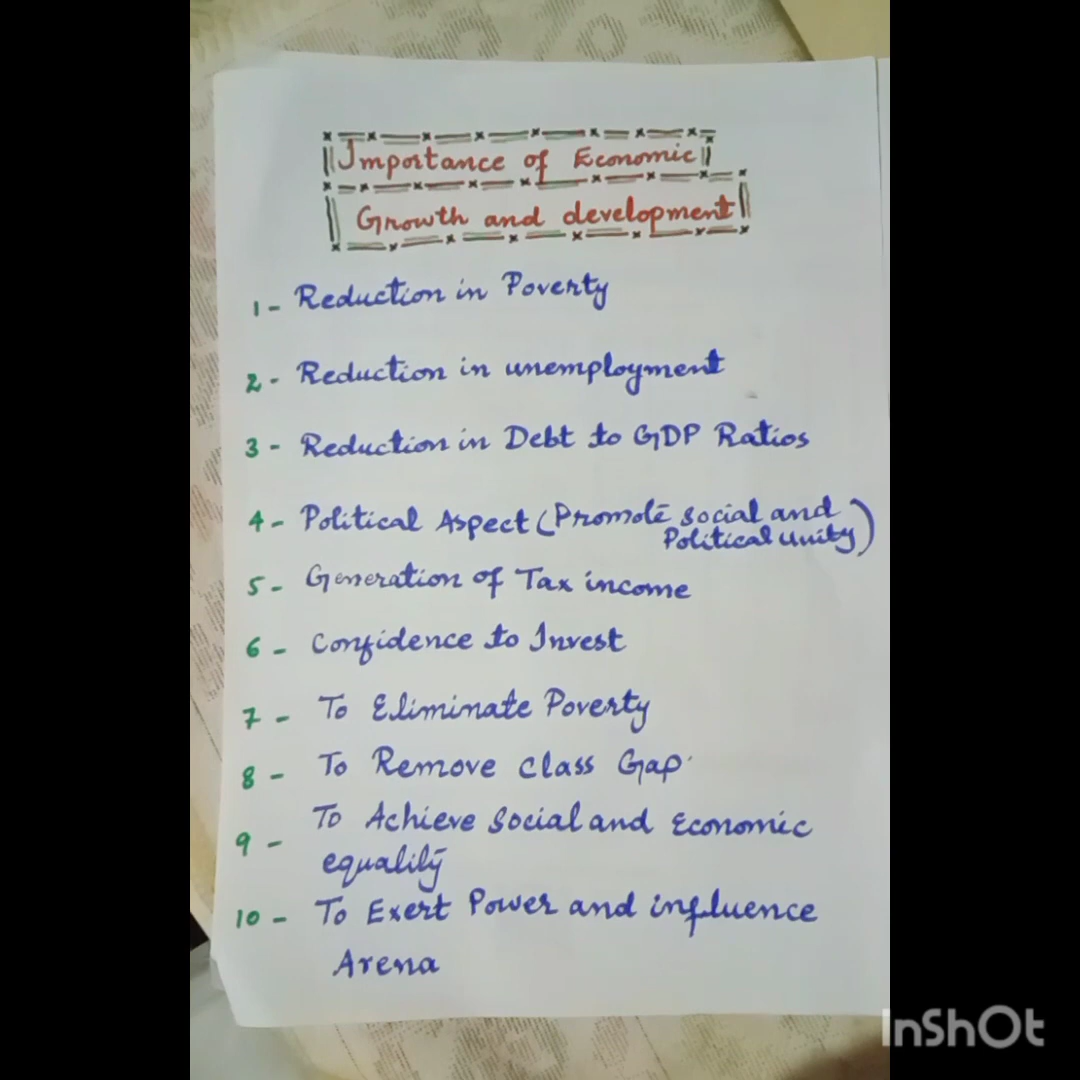 Importance of Economic
Growth and development
1- Reduction in Poverty
2- Reduction in unemployment
3- Reduction in Debt to GDP Ratios
4- Political Aspect (Promote social and
Political unity)
5- Generation of Tax income
6- Confidence to Invest
7- To Eliminate Poverty
8- To Remove class Gap
9- To Achieve Social and Economic
equality
10- To Exert Power and influence
Arena
InShOt